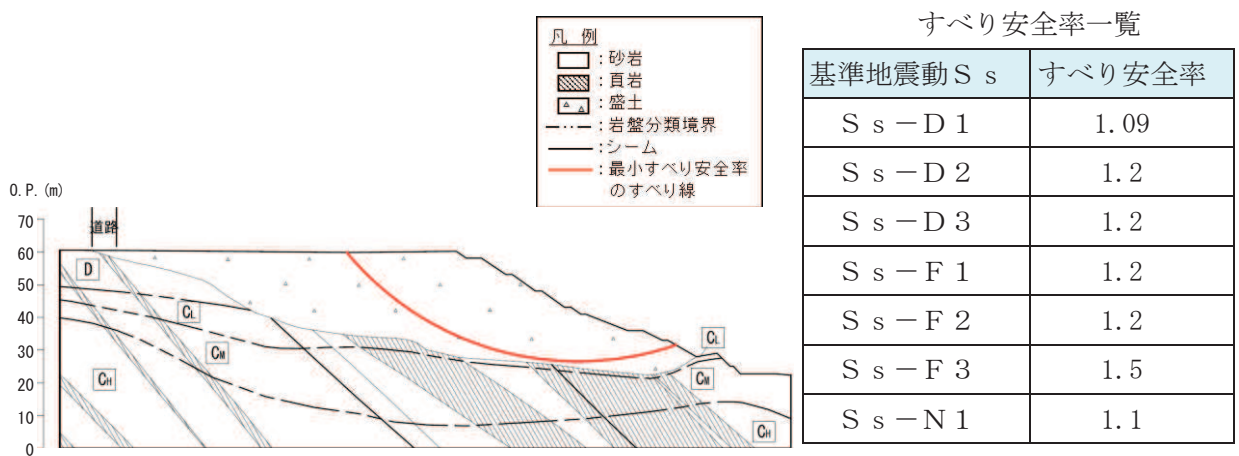 凡 例
:砂岩
:頁岩
:盛土
:岩盤分類境界
:シーム
:最小すべり安全率
のすべり線
O.P.(m)
70
60
50
40
30
20
10
0
道路
D
CL
CM
CH
CL
CM
CH
すべり安全率一覧
基準地震動Ss すべり安全率
Ss-D1 1.09
Ss-D2 1.2
Ss-D3 1.2
Ss-F1 1.2
Ss-F2 1.2
Ss-F3 1.5
Ss-N1 1.1